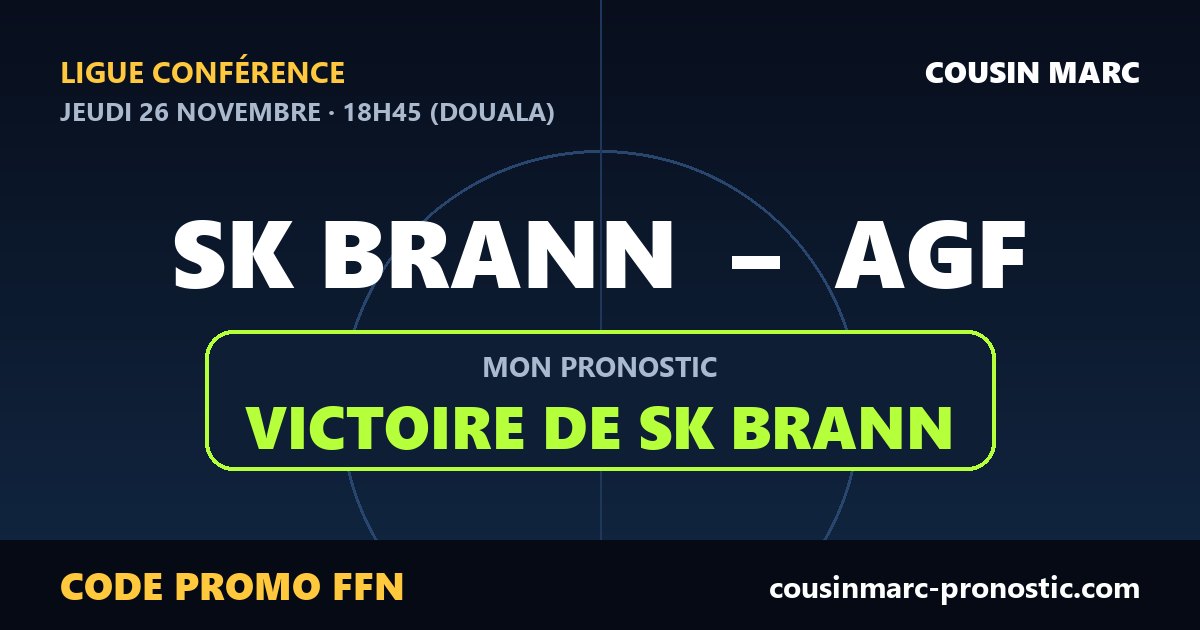 LIGUE CONFÉRENCE
COUSIN MARC
JEUDI 26 NOVEMBRE · 18H45 (DOUALA)
SK BRANN – AGF
MON PRONOSTIC
VICTOIRE DE SK BRANN
CODE PROMO FFN
cousinmarc-pronostic.com